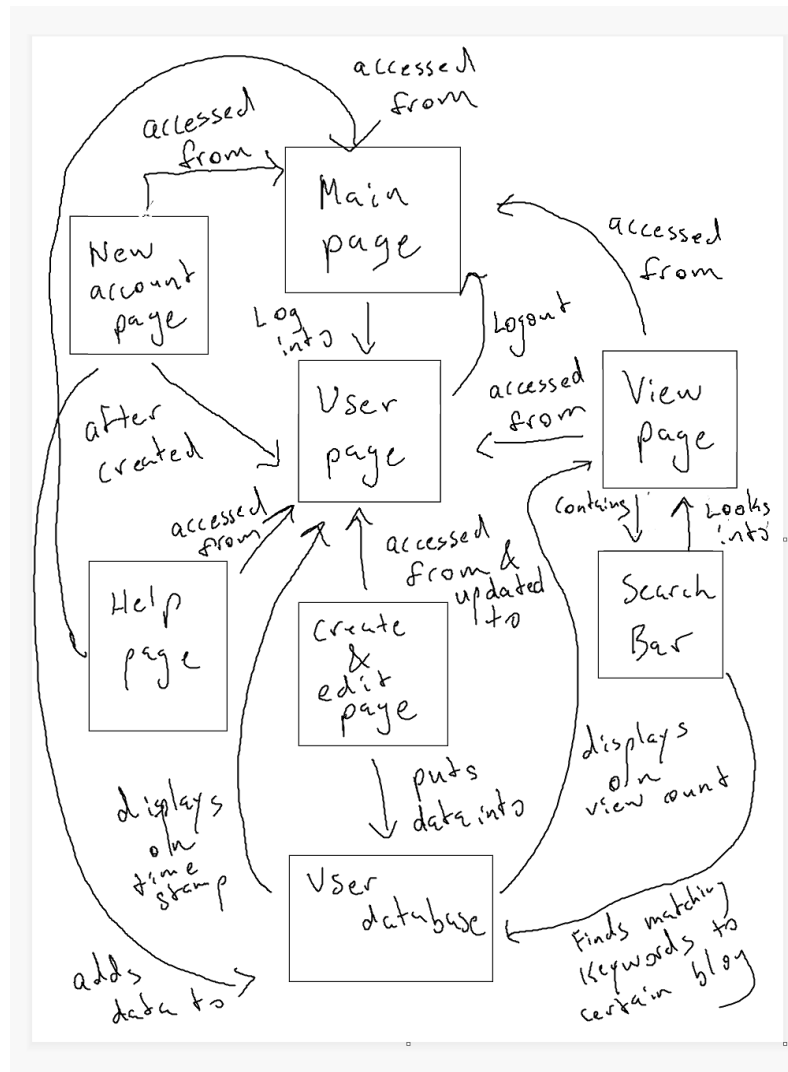 accessed
from
accessed
from
Main
page
New
account
page
accessed
from
Log
into
Logout
User
page
accessed
from
View
page
after
created
Contains
Looks
into
accessed
from
accessed
from &
updated
to
Search
Bar
Help
page
Create
&
edit
page
displays
on
view count
puts
data into
displays
on
time
stamp
User
database
Finds matching
Keywords to
certain blog
adds
data to